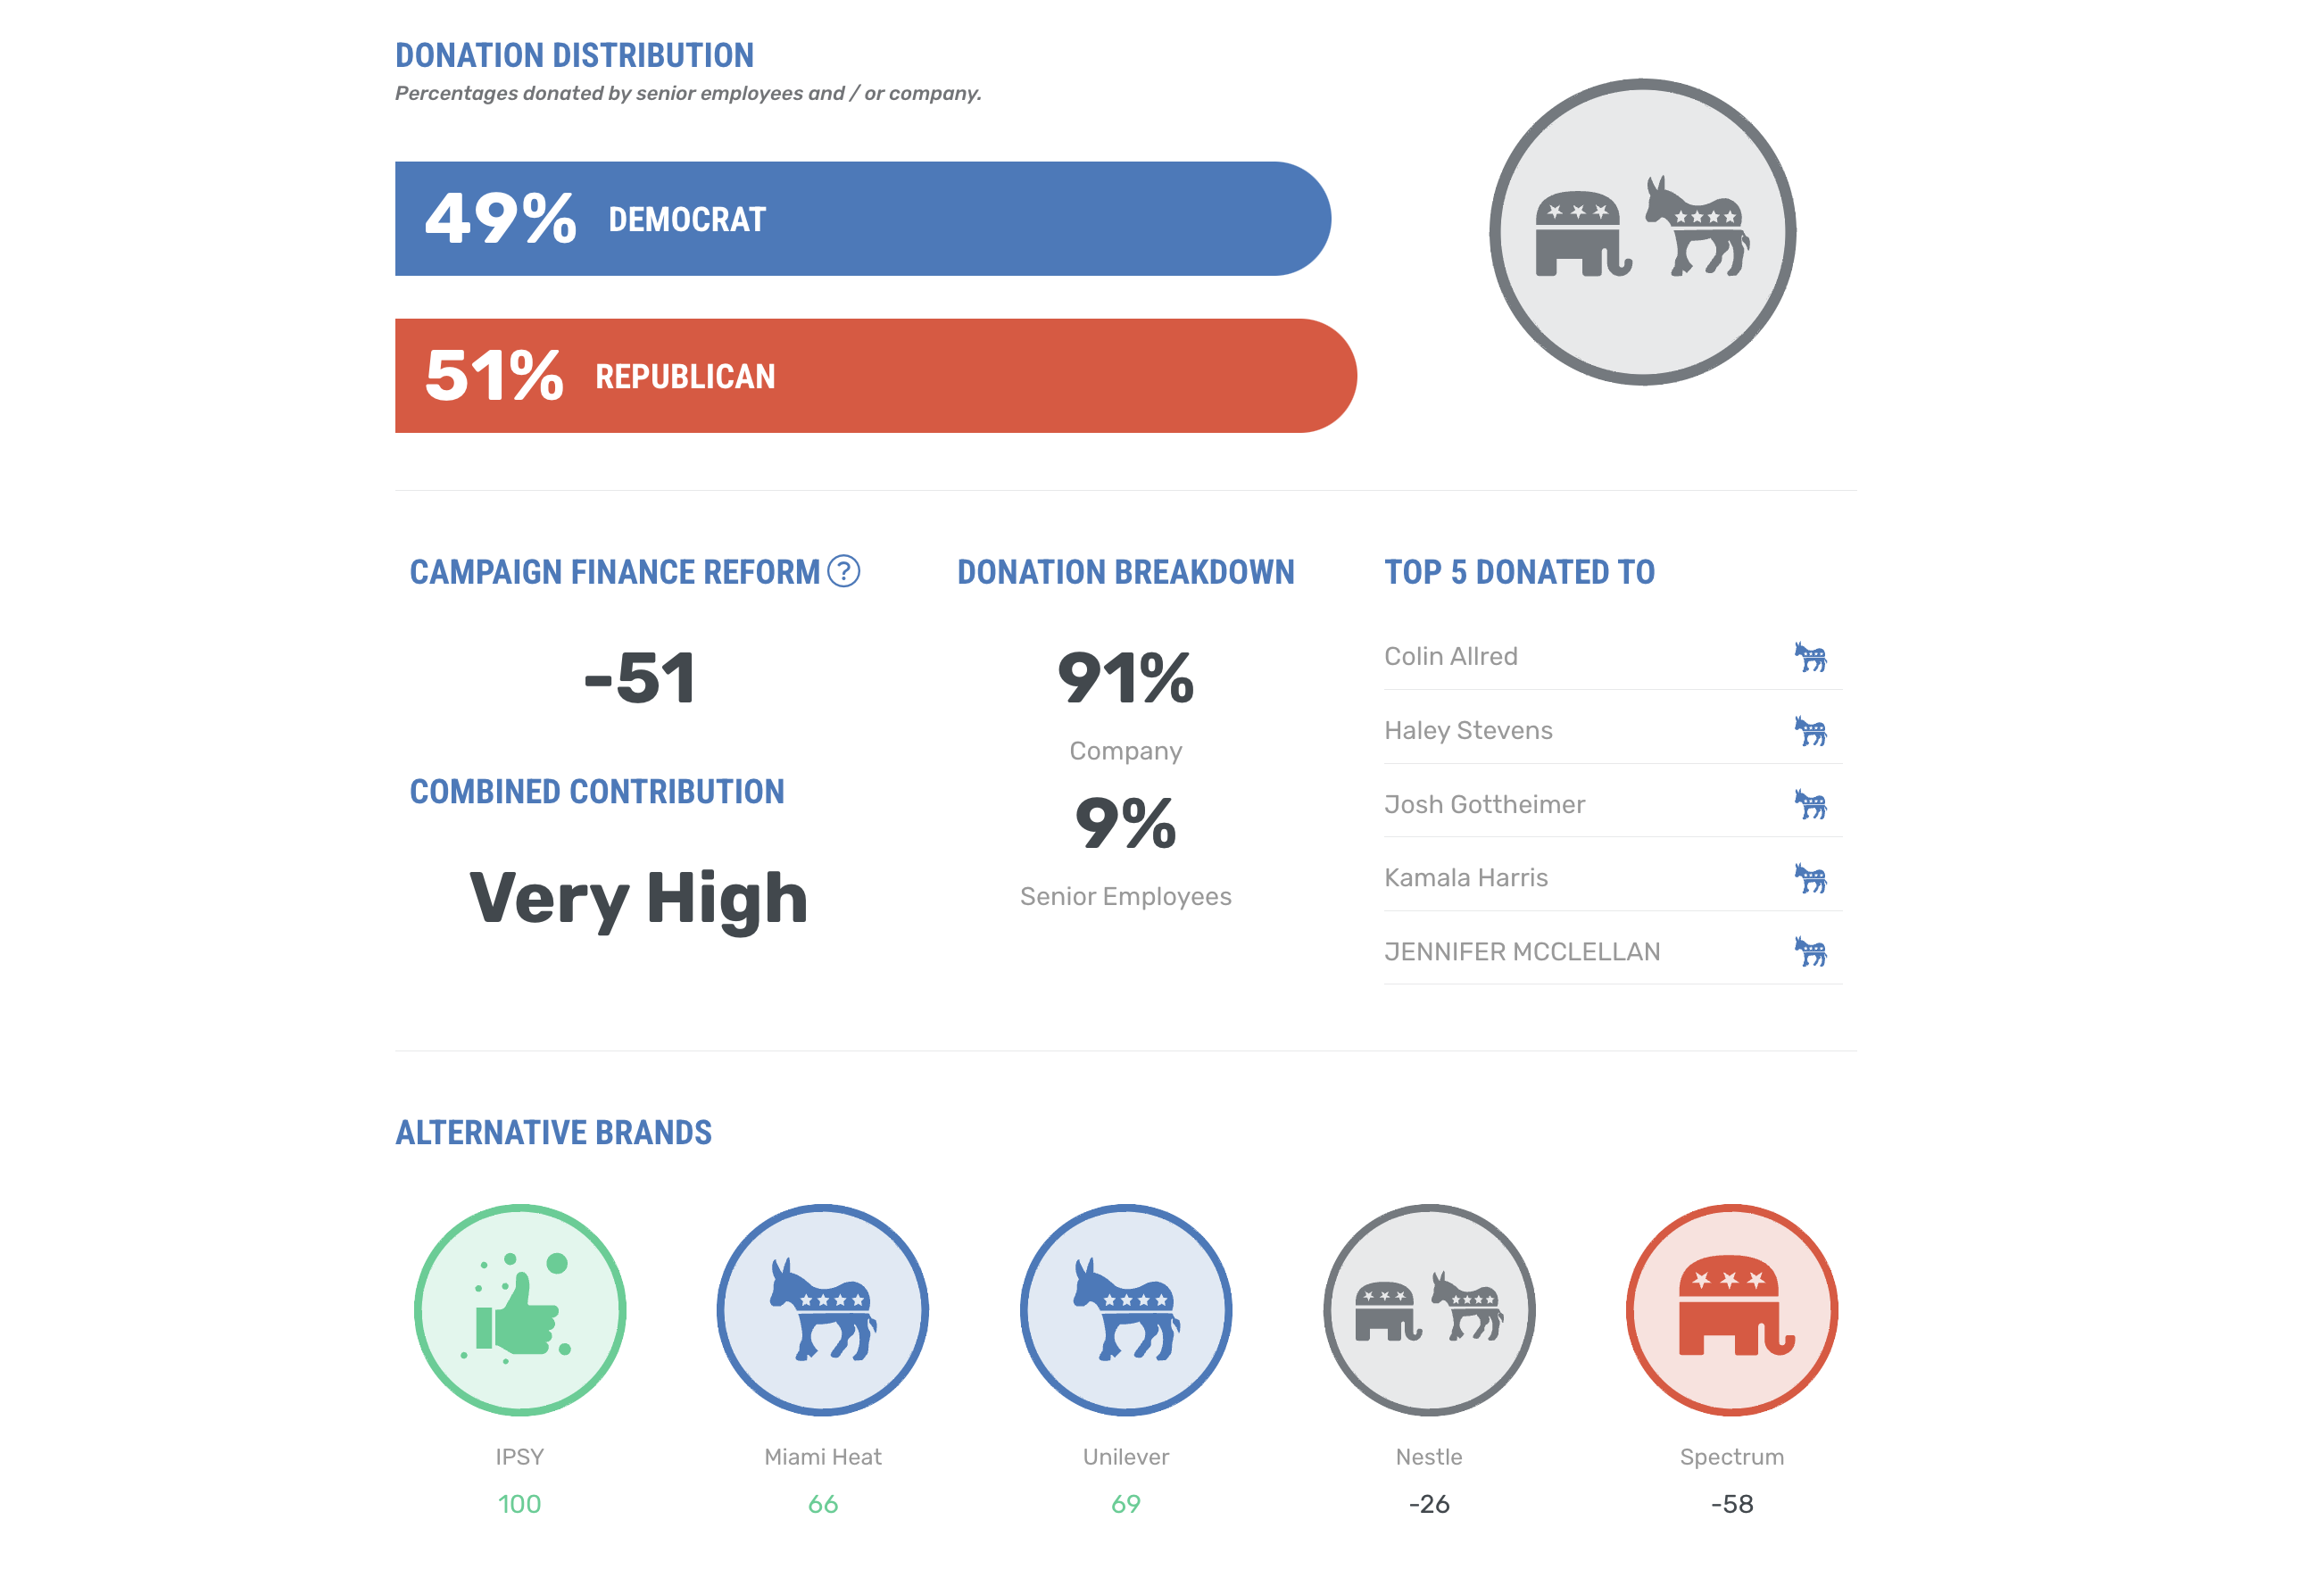 DONATION DISTRIBUTION
Percentages donated by senior employees and / or company.
49% DEMOCRAT
51% REPUBLICAN
CAMPAIGN FINANCE REFORM ?
-51
COMBINED CONTRIBUTION
Very High
DONATION BREAKDOWN
91%
Company
9%
Senior Employees
TOP 5 DONATED TO
Colin Allred
Haley Stevens
Josh Gottheimer
Kamala Harris
JENNIFER MCCLELLAN
ALTERNATIVE BRANDS
IPSY
100
Miami Heat
66
Unilever
69
Nestle
-26
Spectrum
-58